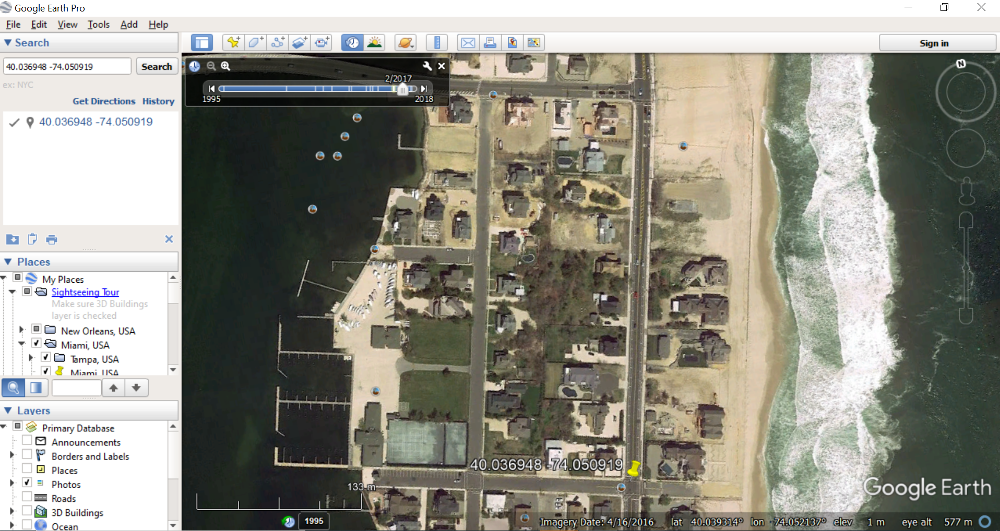 Google Earth Pro
File Edit View Tools Add Help
Search
Sign in
40.036948 -74.050919 Search
ex: NYC
Get Directions History
40.036948 -74.050919
2/2017
1995 2018
N
Places
My Places
Sightseeing Tour
Make sure 3D Buildings
layer is checked
New Orleans, USA
Miami, USA
Tampa, USA
Miami, USA
Layers
Primary Database
Announcements
Borders and Labels
Places
Photos
Roads
3D Buildings
Ocean
40.036948 -74.050919
133 m
Google Earth
1995
Imagery Date: 4/16/2016 lat 40.039314° lon -74.052137° elev 1 m eye alt 577 m